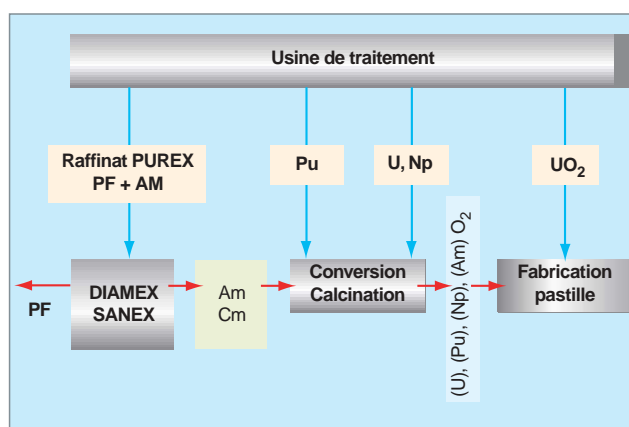 Usine de traitement
Raffinat PUREX
PF + AM
Pu
U, Np
UO2
PF
DIAMEX
SANEX
Am
Cm
Conversion
Calcination
(U), (Pu), (Np), (Am) O2
Fabrication
pastille